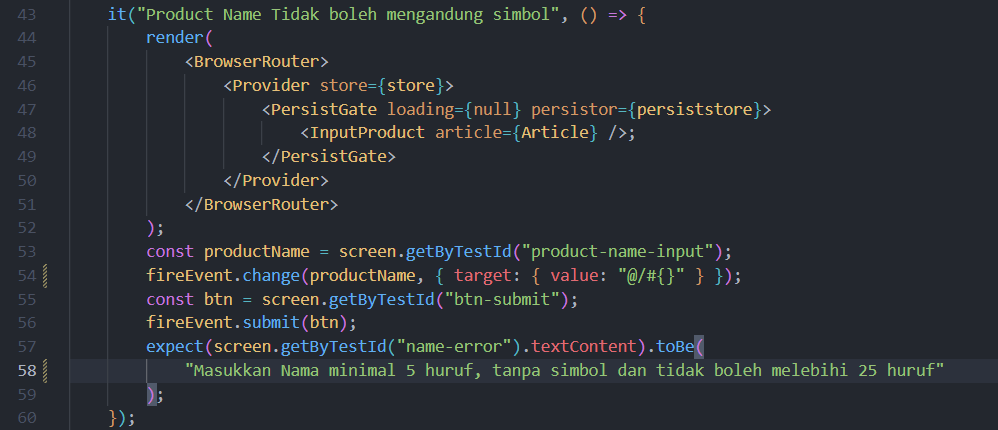 43 it("Product Name Tidak boleh mengandung simbol", () => {
44 render(
45 <BrowserRouter>
46 <Provider store={store}>
47 <PersistGate loading={null} persistor={persiststore}>
48 <InputProduct article={Article} />;
49 </PersistGate>
50 </Provider>
51 </BrowserRouter>
52 );
53 const productName = screen.getByTestId("product-name-input");
54 fireEvent.change(productName, { target: { value: "@/#{}" } });
55 const btn = screen.getByTestId("btn-submit");
56 fireEvent.submit(btn);
57 expect(screen.getByTestId("name-error").textContent).toBe(
58 "Masukkan Nama minimal 5 huruf, tanpa simbol dan tidak boleh melebihi 25 huruf"
59 );
60 });